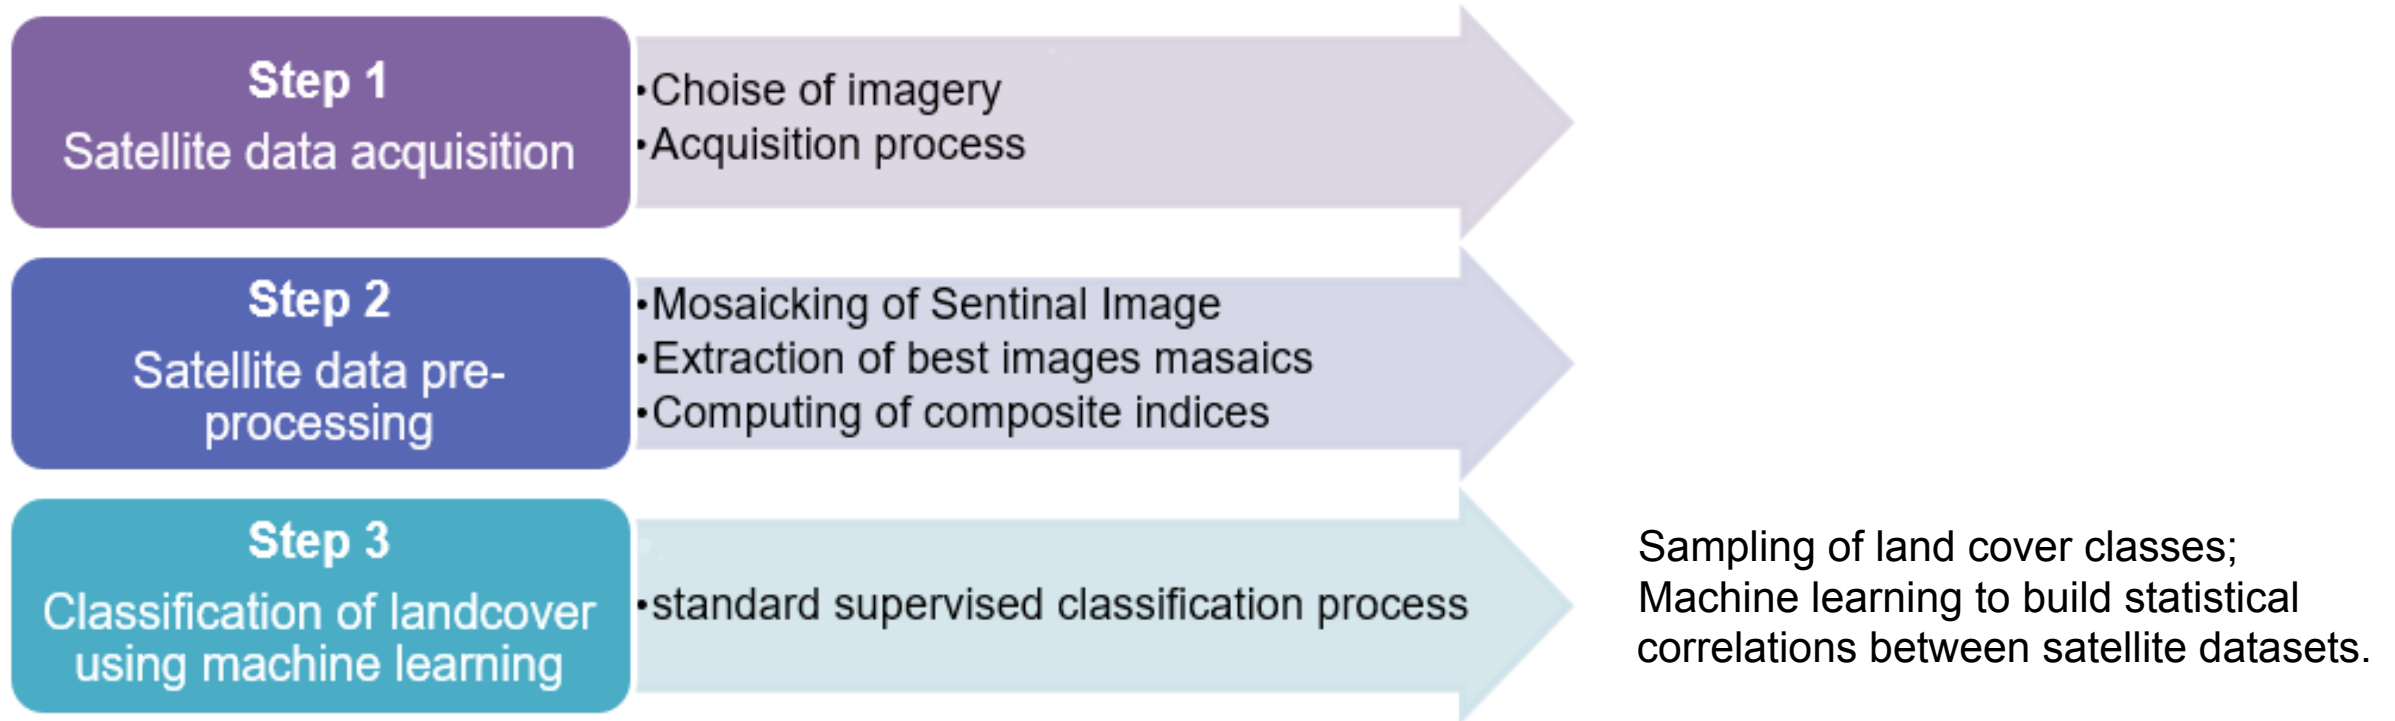 Step 1
Satellite data acquisition
•Choise of imagery
•Acquisition process
Step 2
Satellite data pre-
processing
•Mosaicking of Sentinal Image
•Extraction of best images masaics
•Computing of composite indices
Step 3
Classification of landcover
using machine learning
•standard supervised classification process
Sampling of land cover classes;
Machine learning to build statistical
correlations between satellite datasets.